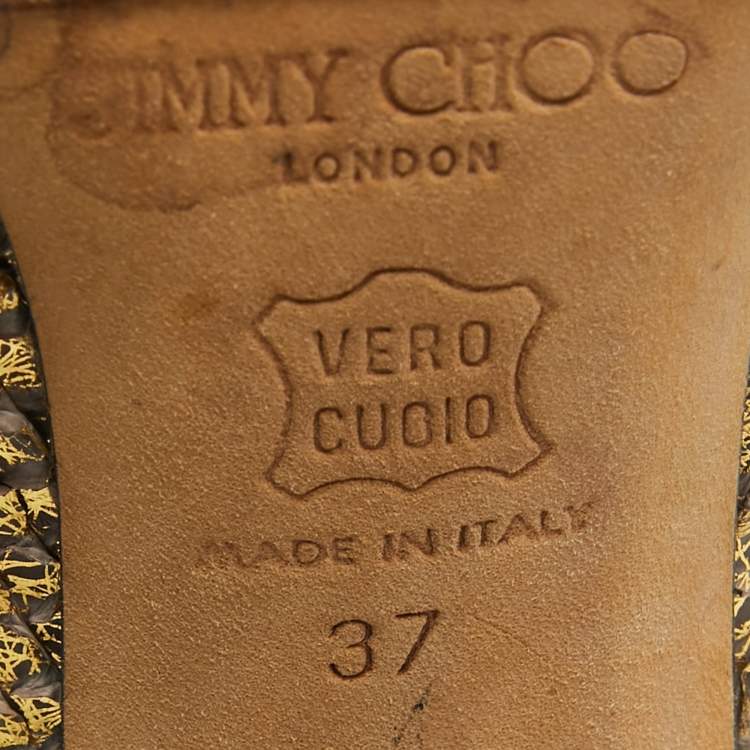 JIMMY CHOO
LONDON
VERO
CUOIO
MADE IN ITALY
37